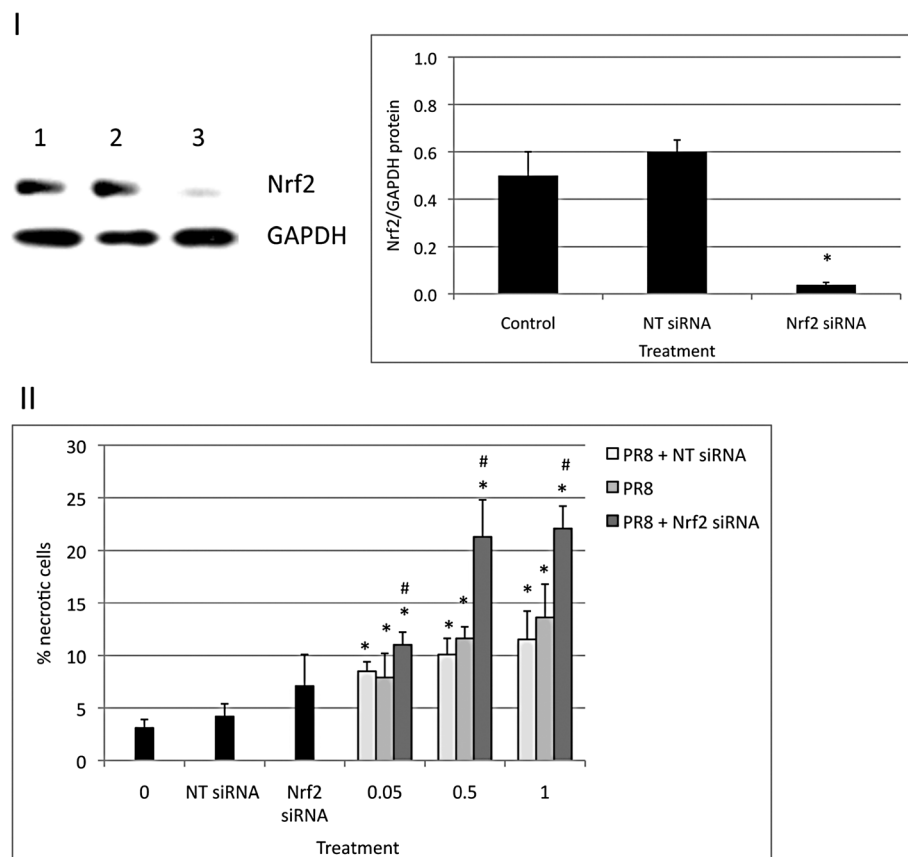 I
1 2 3
Nrf2
GAPDH
Nrf2/GAPDH protein
1.0
0.8
0.6
0.4
0.2
0.0
*
Control NT siRNA Nrf2 siRNA
Treatment
II
% necrotic cells
30
25
20
15
10
5
0
* * * #
* * * #
* * * #
PR8 + NT siRNA
PR8
PR8 + Nrf2 siRNA
0 NT siRNA Nrf2 0.05 0.5 1
siRNA
Treatment